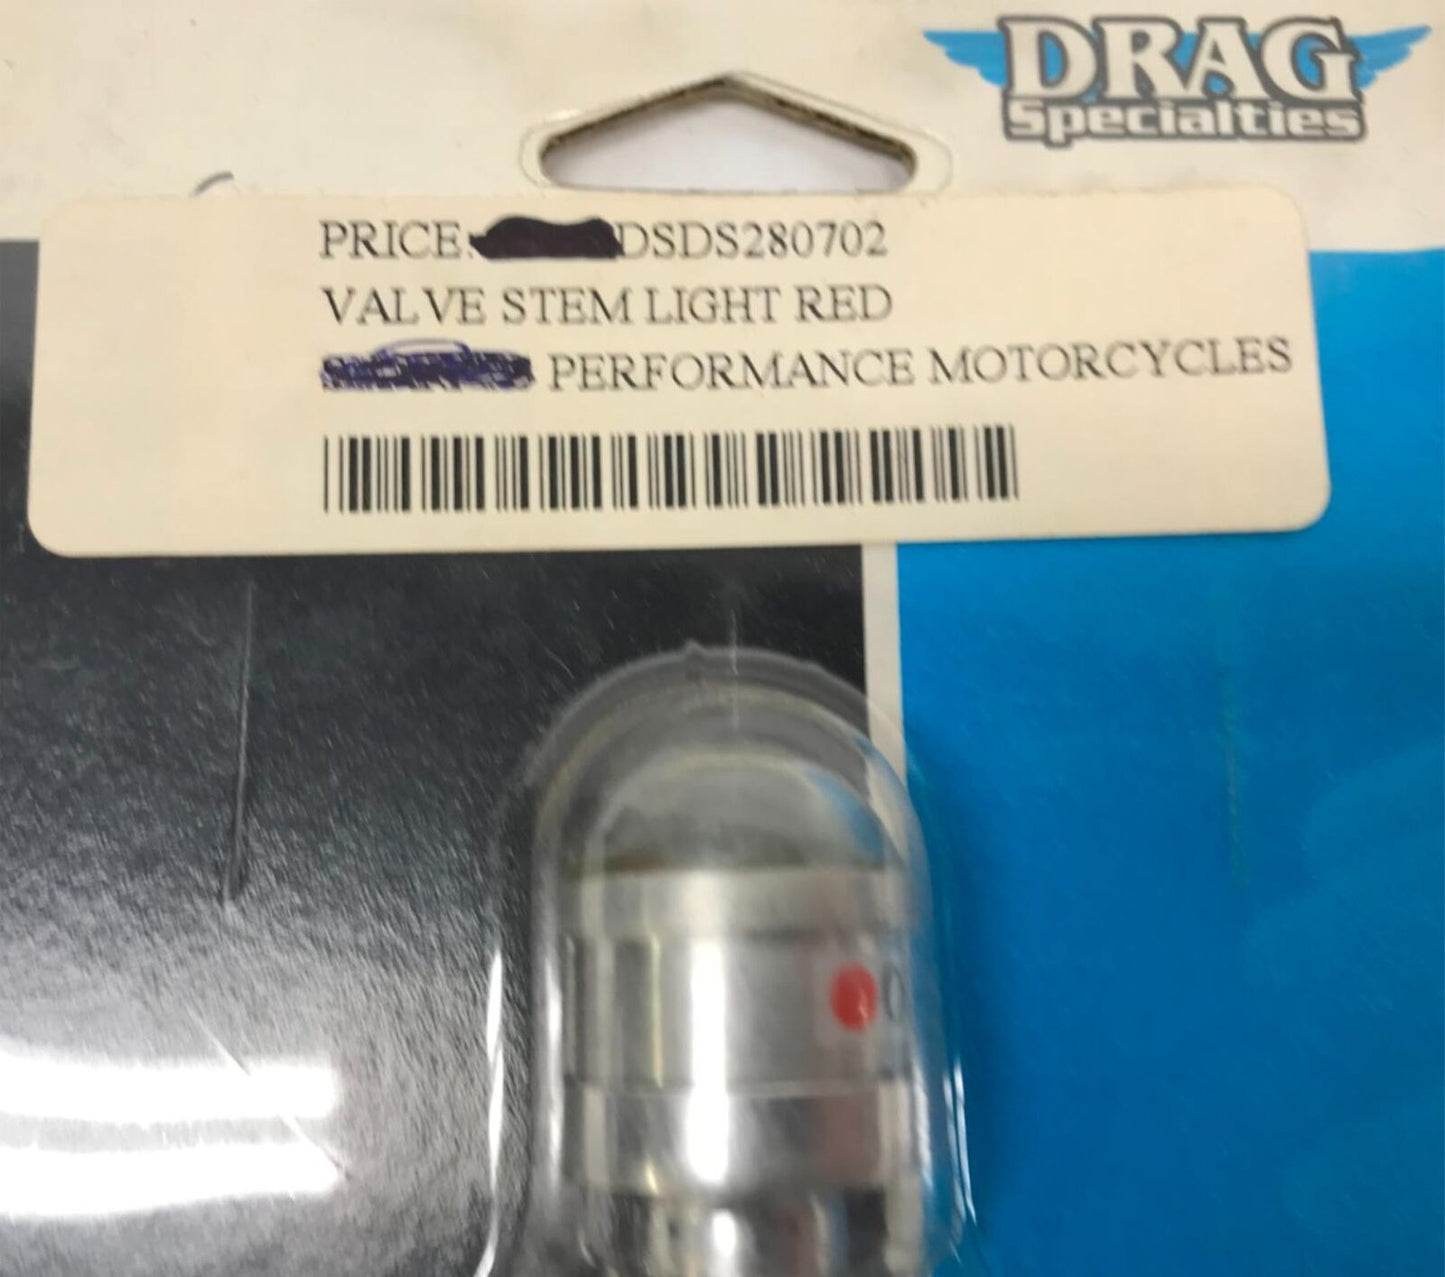 DRAG
Specialties
PRICE. DSDS280702
VALVE STEM LIGHT RED
PERFORMANCE MOTORCYCLES